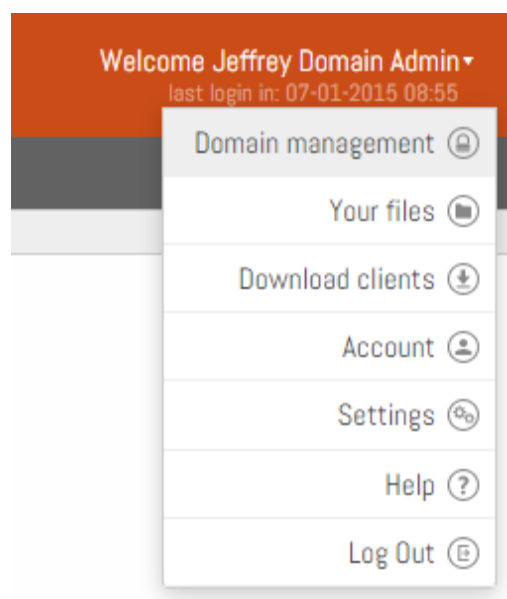 Welcome Jeffrey Domain Admin
last login in: 07-01-2015 08:55
Domain management
Your files
Download clients
Account
Settings
Help
Log Out